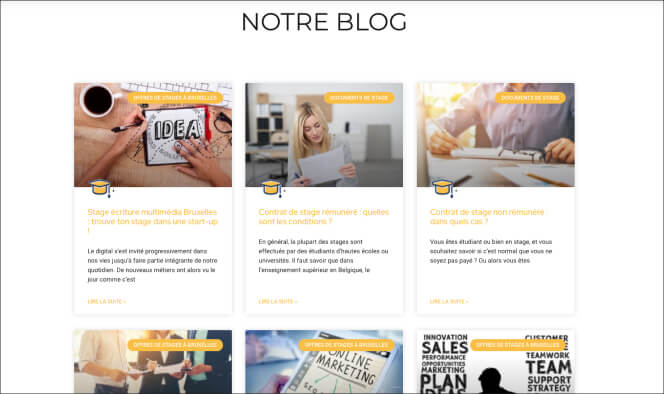 NOTRE BLOG
OFFRES DE STAGES À BRUXELLES
DOCUMENTS DE STAGE
DOCUMENTS DE STAGE
IDEA
Stage écriture multimédia Bruxelles
: trouve ton stage dans une start-up
!
Le digital s'est invité progressivement dans
nos vies jusqu'à faire partie intégrante de notre
quotidien. De nouveaux métiers ont alors vu le
jour comme c'est
LIRE LA SUITE »
Contrat de stage rémunéré : quelles
sont les conditions ?
En général, la plupart des stages sont
effectués par des étudiants d'hautes écoles ou
universités. Il faut savoir que dans
l'enseignement supérieur en Belgique, le
LIRE LA SUITE »
Contrat de stage non rémunéré
dans quels cas ?
Vous êtes étudiant ou bien en stage, et vous
souhaitez savoir si c'est normal que vous ne
soyez pas payé ? Ou alors vous êtes
LIRE LA SUITE »
OFFRES DE STAGES À BRUXELLES
OFFRES DE STAGES À BRUXELLES
ONLINE
MARKETING
SEO
OFFRES DE STAGES À BRUXELLES
INNOVATION
SALES
PERFORMANCE
OPPORTUNITIES
MARKETING
PLAN
IDEAS
CUSTOMER
TEAMWORK
TEAM
SUPPORT
STRATEGY